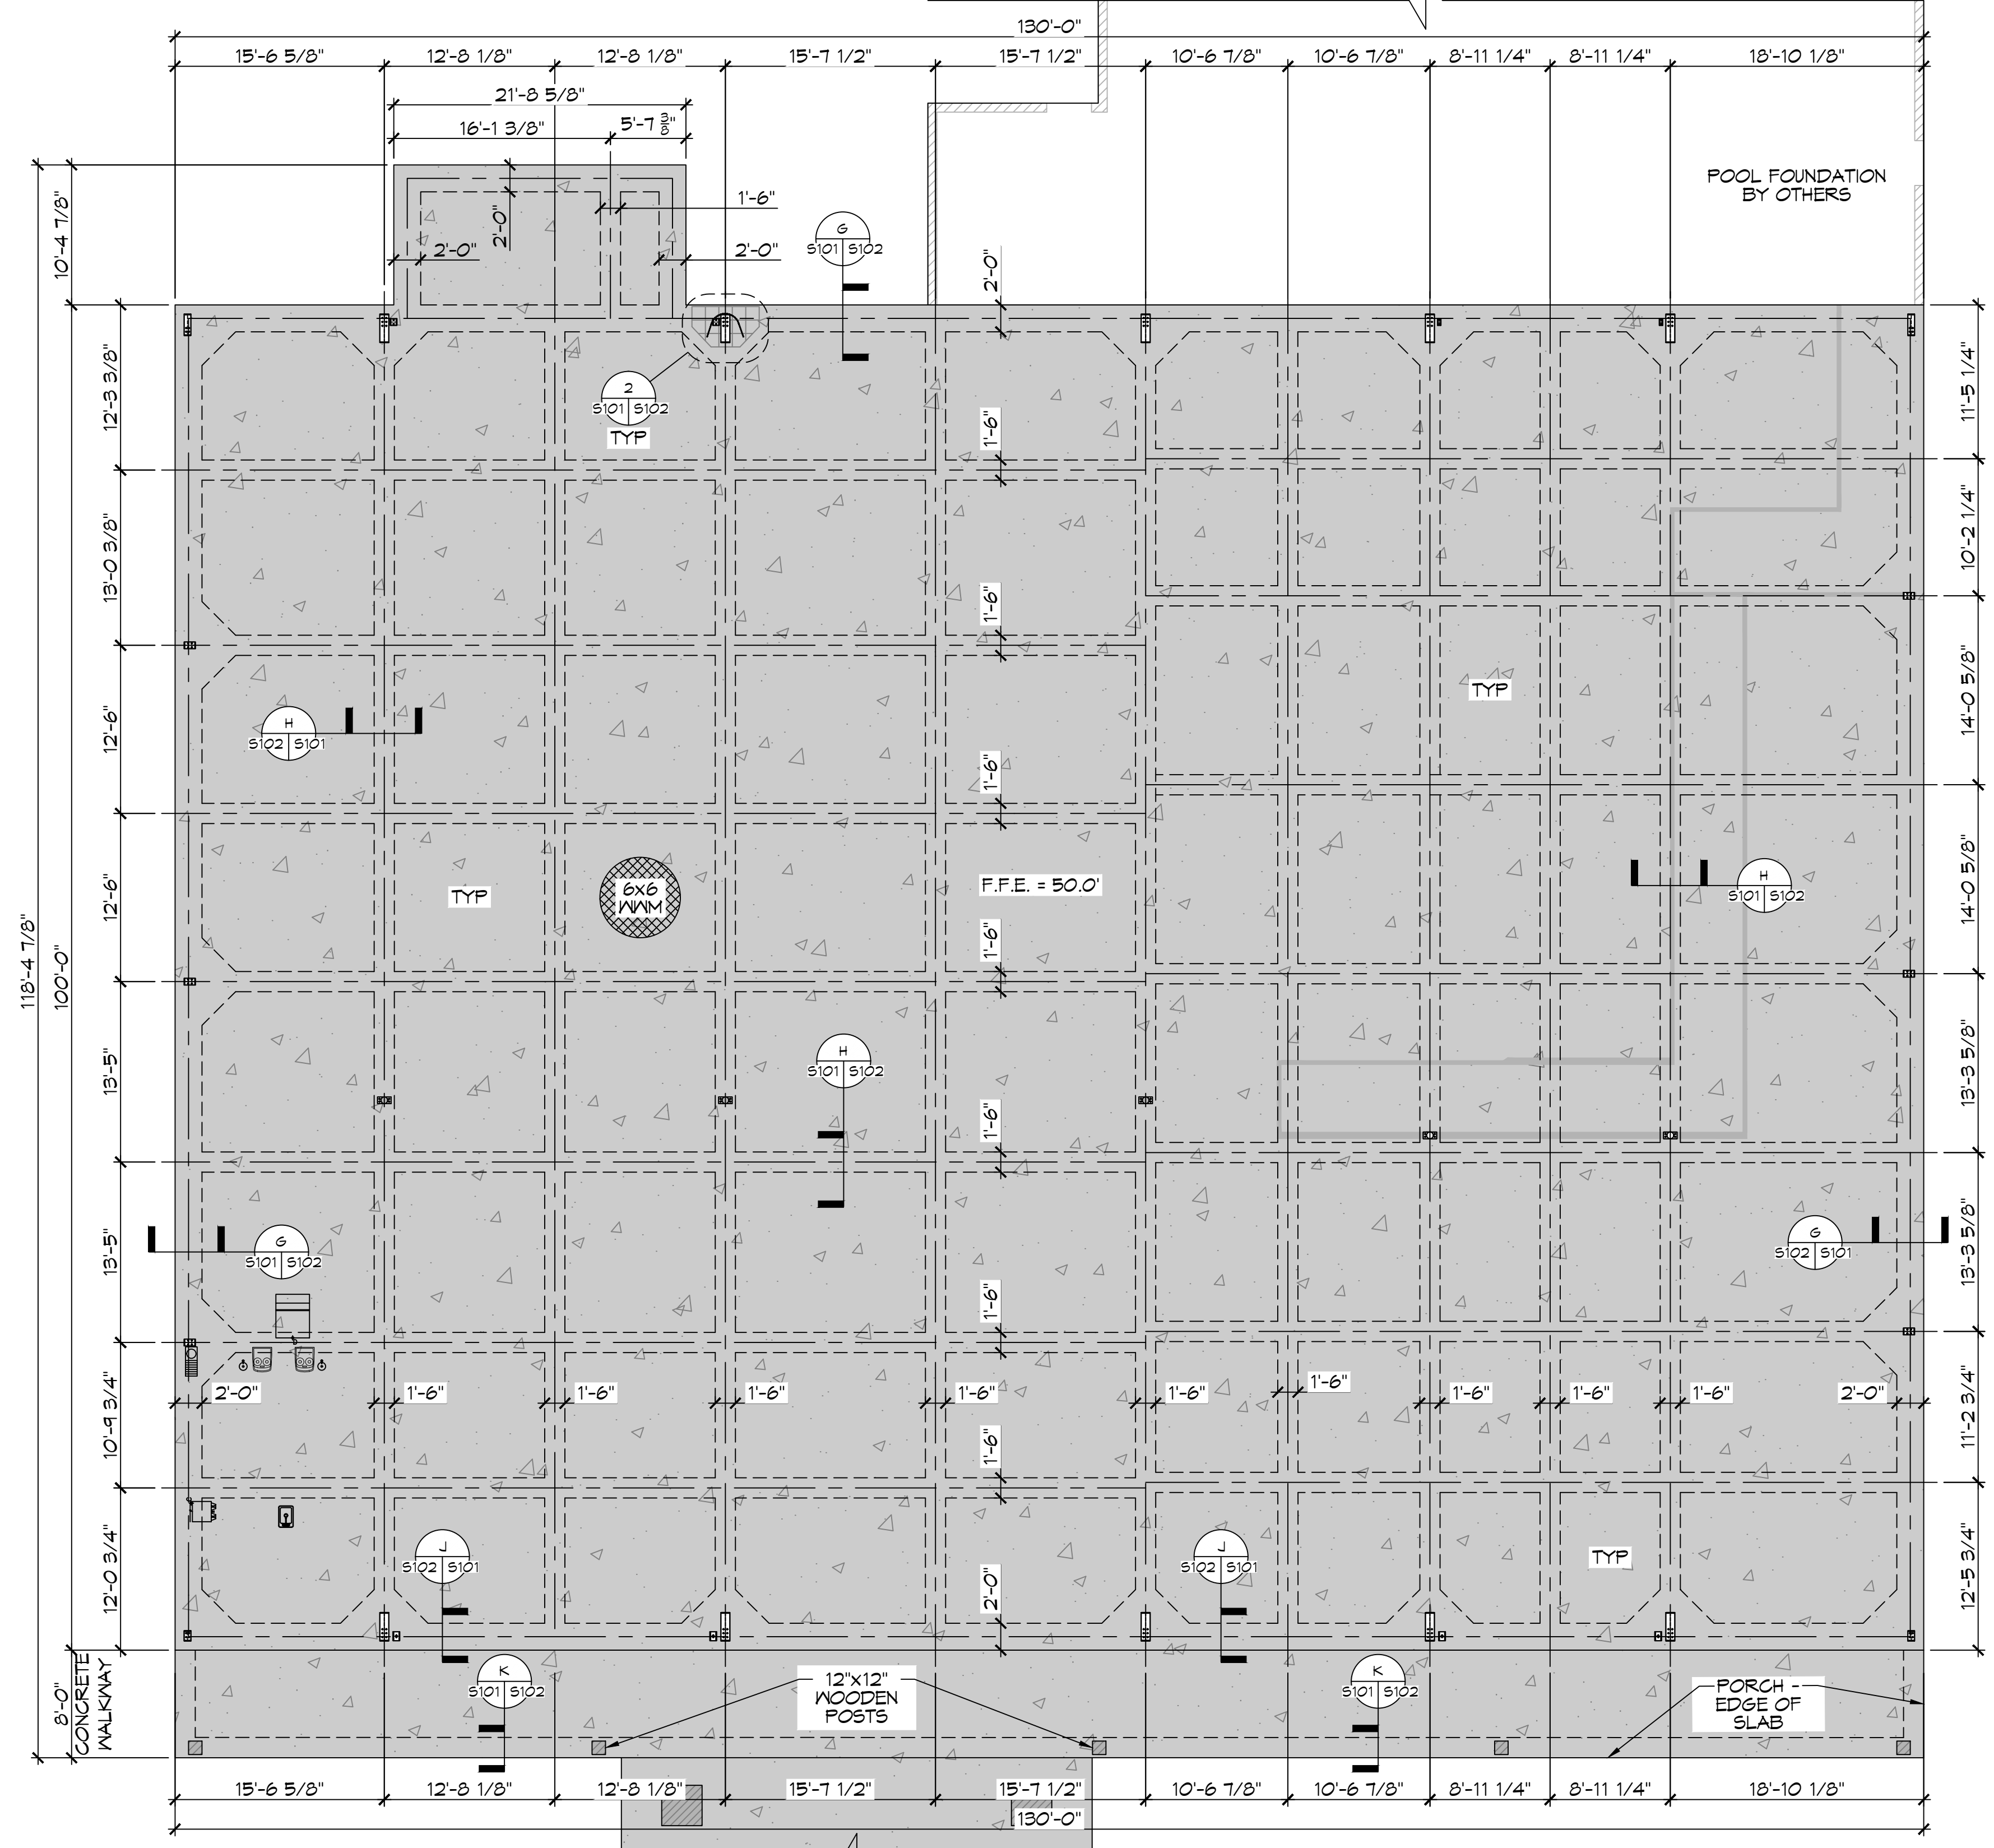 130'-0"
15'-6 5/8" 12'-8 1/8" 12'-8 1/8" 15'-7 1/2" 15'-7 1/2" 10'-6 7/8" 10'-6 7/8" 8'-11 1/4" 8'-11 1/4" 18'-10 1/8"
21'-8 5/8"
16'-1 3/8" 5'-7 3/8"
POOL FOUNDATION
BY OTHERS
10'-4 7/8"
1'-6"
2'-0"
2'-0"
2'-0"
G
S101 S102
2'-0"
12'-3 3/8"
11'-5 1/4"
2
S101 S102
TYP
1'-6"
13'-0 3/8"
10'-2 1/4"
1'-6"
TYP
H
S102 S101
12'-6"
14'-0 5/8"
1'-6"
12'-6"
TYP
6x6
WWM
F.F.E. = 50.0'
H
S101 S102
14'-0 5/8"
1'-6"
118'-4 7/8"
100'-0"
13'-5"
H
S101 S102
1'-6"
13'-3 5/8"
13'-5"
G
S101 S102
G
S102 S101
13'-3 5/8"
1'-6"
10'-9 3/4"
2'-0" 1'-6" 1'-6" 1'-6" 1'-6" 1'-6" 1'-6" 1'-6" 1'-6" 1'-6" 2'-0"
11'-2 3/4"
1'-6"
12'-0 3/4"
J
S102 S101
2'-0"
J
S102 S101
TYP
12'-5 3/4"
8'-0"
CONCRETE
WALKWAY
K
S101 S102
12"x12"
WOODEN
POSTS
K
S101 S102
PORCH -
EDGE OF
SLAB
15'-6 5/8" 12'-8 1/8" 12'-8 1/8" 15'-7 1/2" 15'-7 1/2" 10'-6 7/8" 10'-6 7/8" 8'-11 1/4" 8'-11 1/4" 18'-10 1/8"
130'-0"